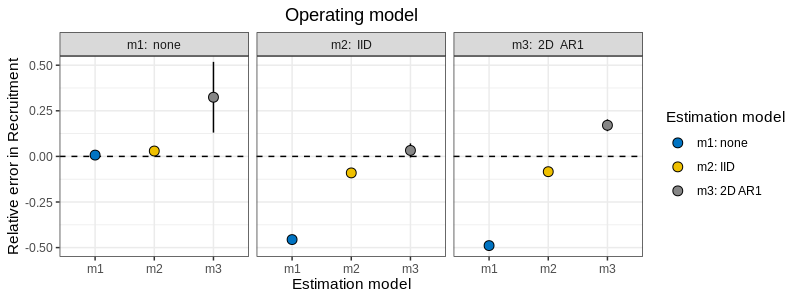 Operating model
m1: none
m2: IID
m3: 2D AR1
Relative error in Recruitment
0.50
0.25
0.00
-0.25
-0.50
m1 m2 m3
m1 m2 m3
m1 m2 m3
Estimation model
Estimation model
m1: none
m2: IID
m3: 2D AR1